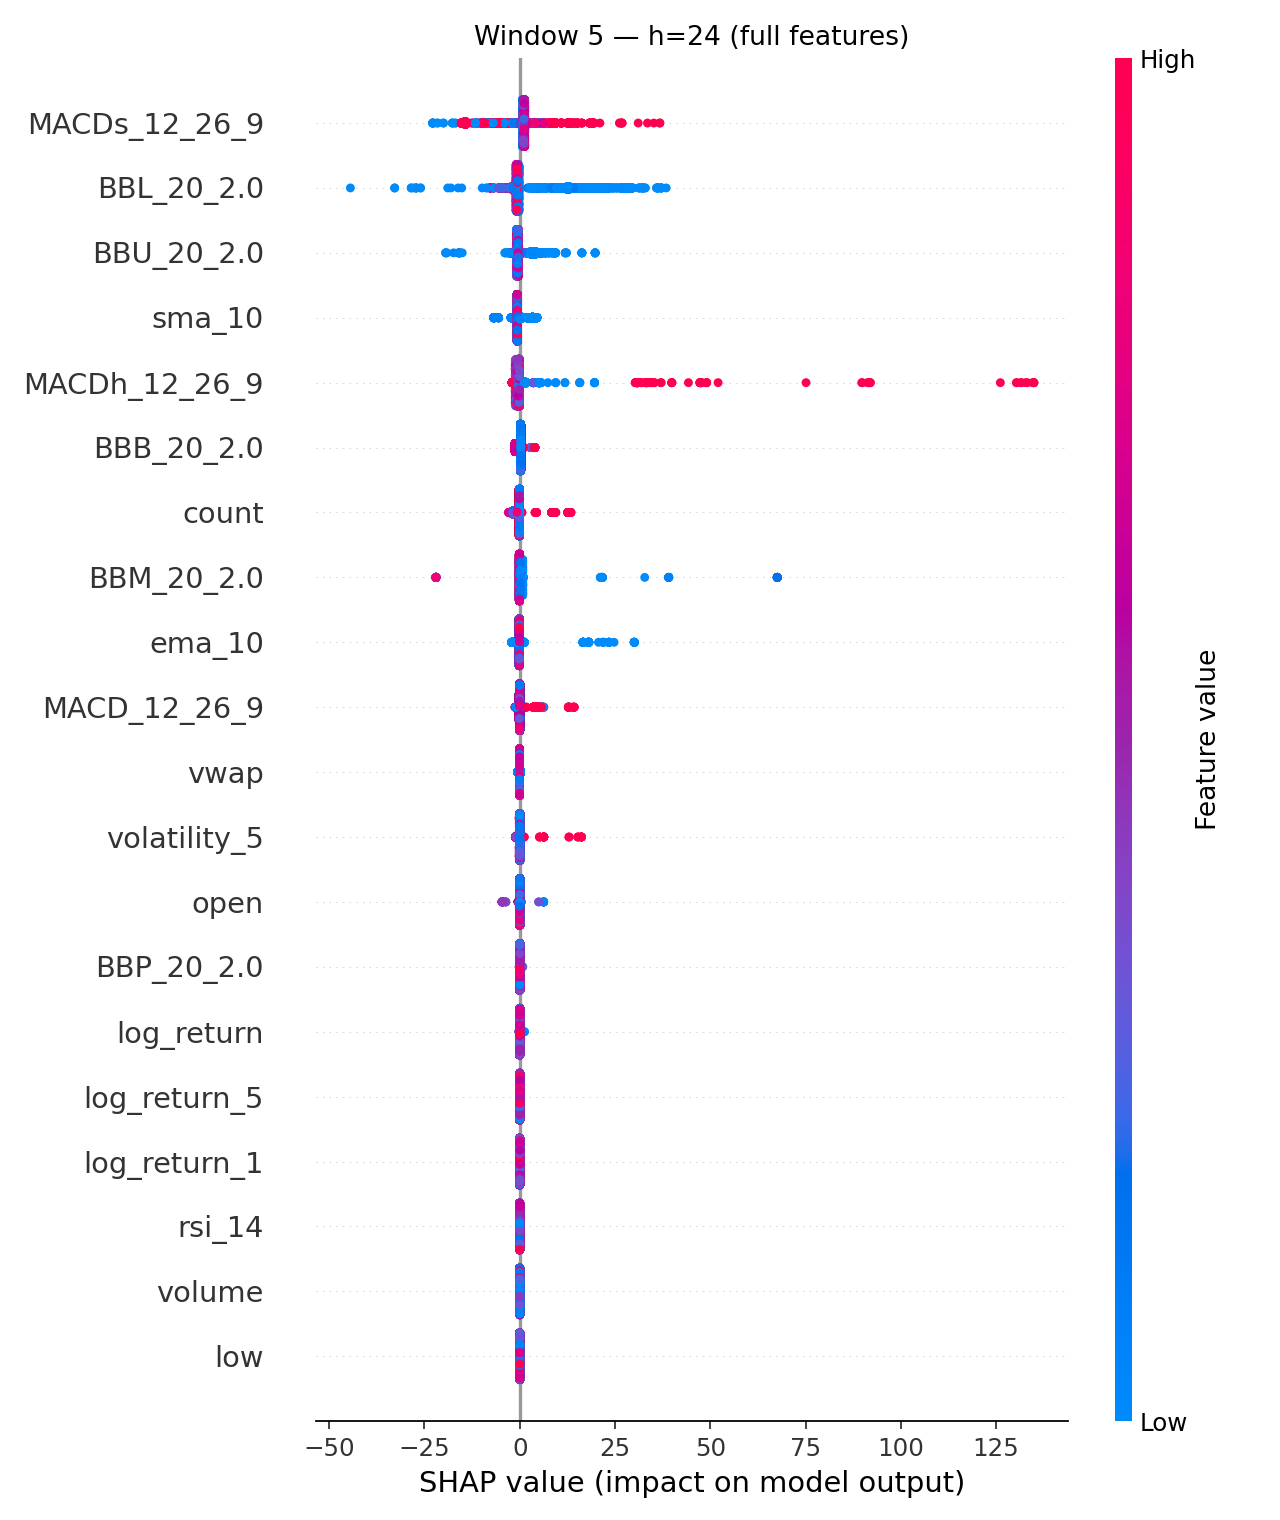 Window 5 — h=24 (full features)
High
MACDs_12_26_9
BBL_20_2.0
BBU_20_2.0
sma_10
MACDh_12_26_9
BBB_20_2.0
count
BBM_20_2.0
ema_10
MACD_12_26_9
vwap
volatility_5
open
BBP_20_2.0
log_return
log_return_5
log_return_1
rsi_14
volume
low
Feature value
Low
−50 −25 0 25 50 75 100 125
SHAP value (impact on model output)